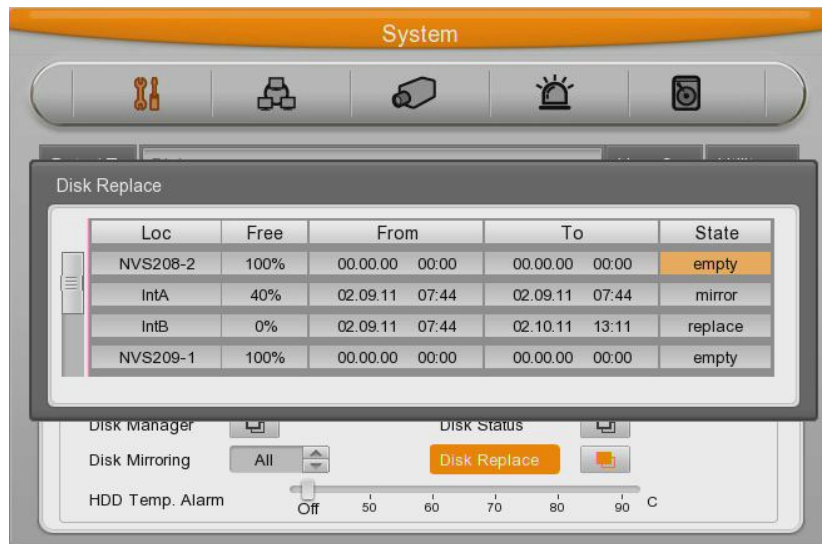 System
Disk Replace
Loc Free From To State
NVS208-2 100% 00.00.00 00:00 00.00.00 00:00 empty
IntA 40% 02.09.11 07:44 02.09.11 07:44 mirror
IntB 0% 02.09.11 07:44 02.10.11 13:11 replace
NVS209-1 100% 00.00.00 00:00 00.00.00 00:00 empty
Disk Manager Disk Status
Disk Mirroring All Disk Replace
HDD Temp. Alarm Off 50 60 70 80 90 C